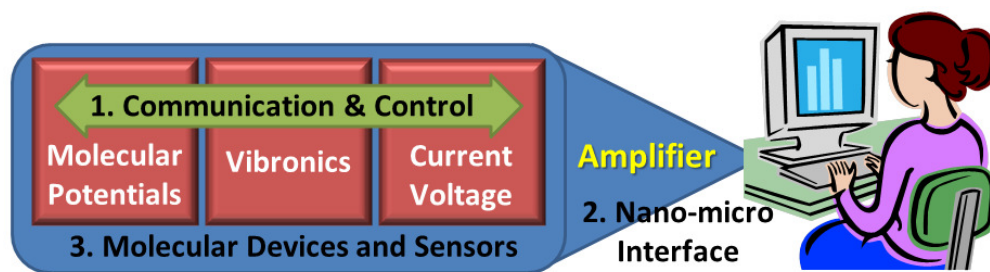 1. Communication & Control
Molecular
Potentials
Vibronics
Current
Voltage
3. Molecular Devices and Sensors
Amplifier
2. Nano-micro
Interface